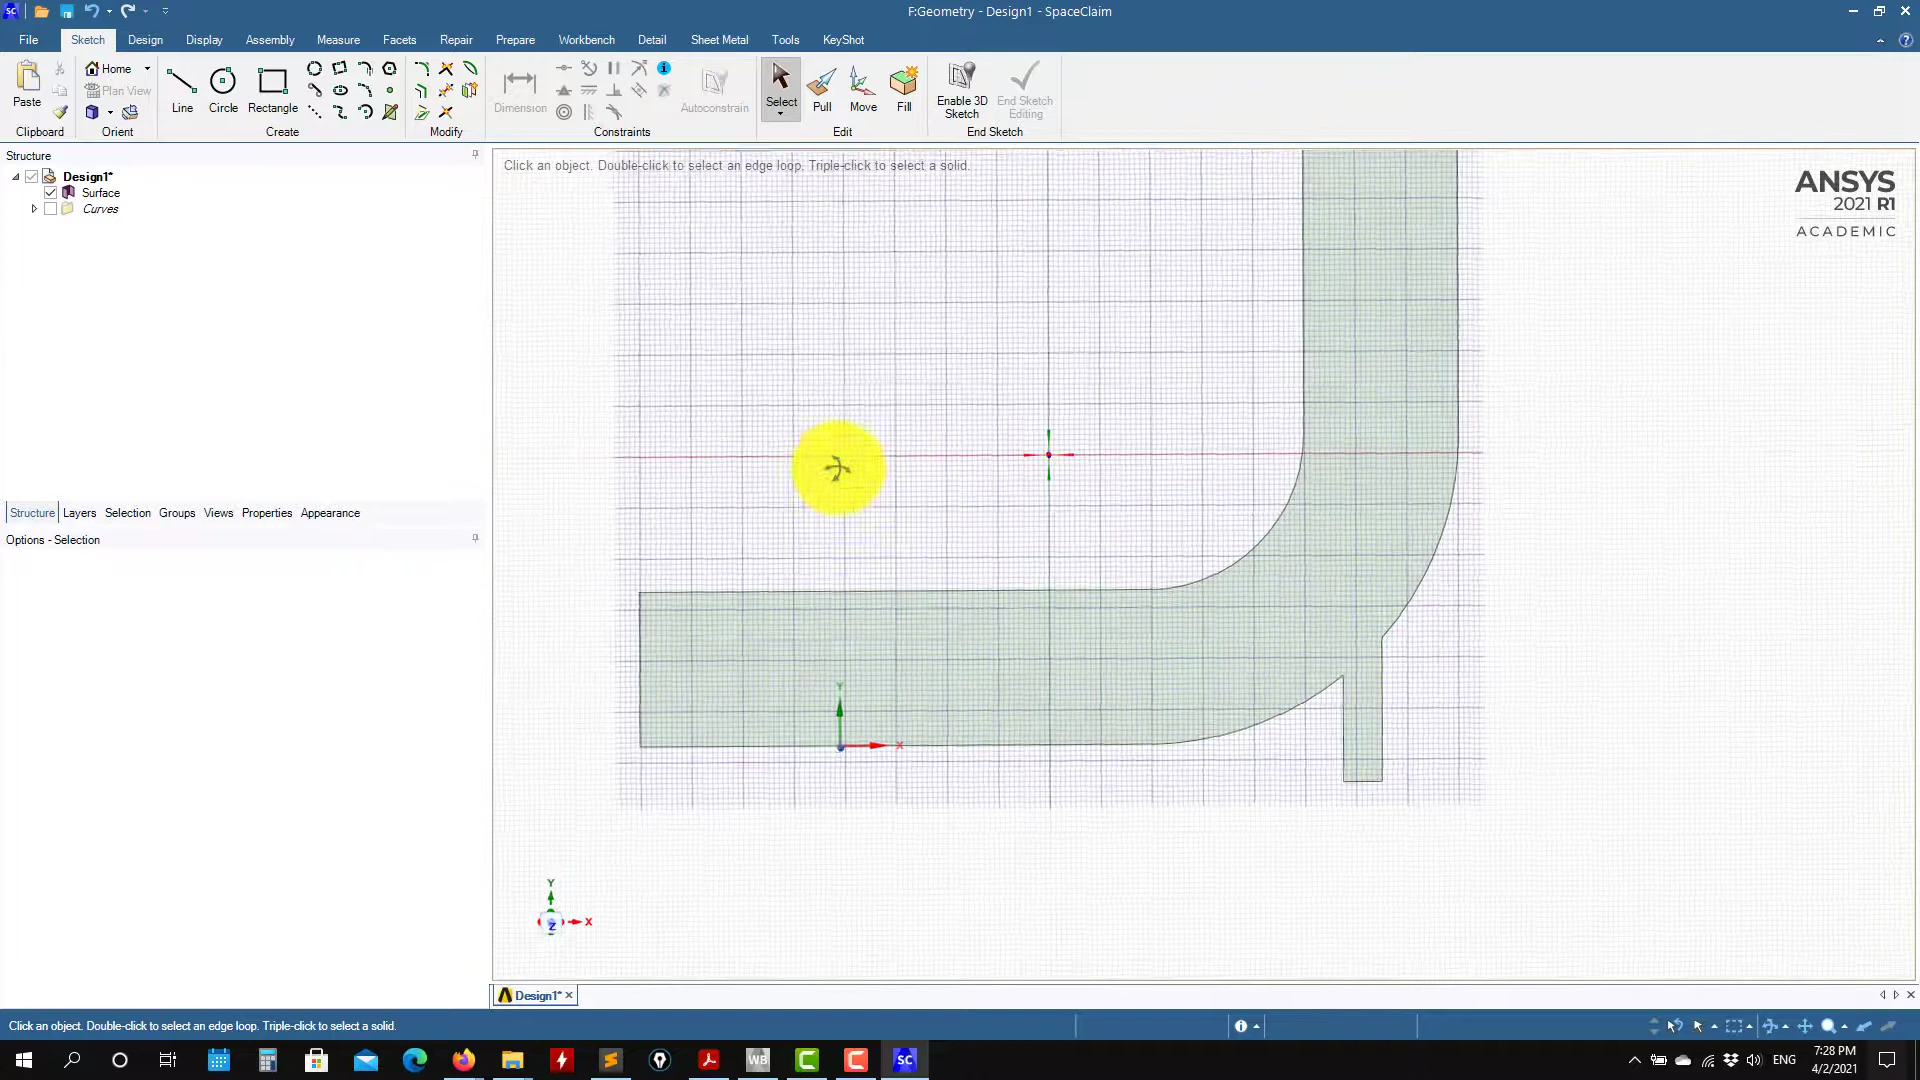 F:Geometry - Design1 - SpaceClaim
File Sketch Design Display Assembly Measure Facets Repair Prepare Workbench Detail Sheet Metal Tools KeyShot
Home
Plan View
Paste Line Circle Rectangle Dimension Autoconstrain Select Pull Move Fill Enable 3D Sketch End Sketch Editing
Clipboard Orient Create Modify Constraints Edit End Sketch
Structure
Design1*
Surface
Curves
Click an object. Double-click to select an edge loop. Triple-click to select a solid.
ANSYS
2021 R1
ACADEMIC
Structure Layers Selection Groups Views Properties Appearance
Options - Selection
Y
X
Y
Z
X
Design1*
Click an object. Double-click to select an edge loop. Triple-click to select a solid.
WB
SC
ENG
7:28 PM
4/2/2021